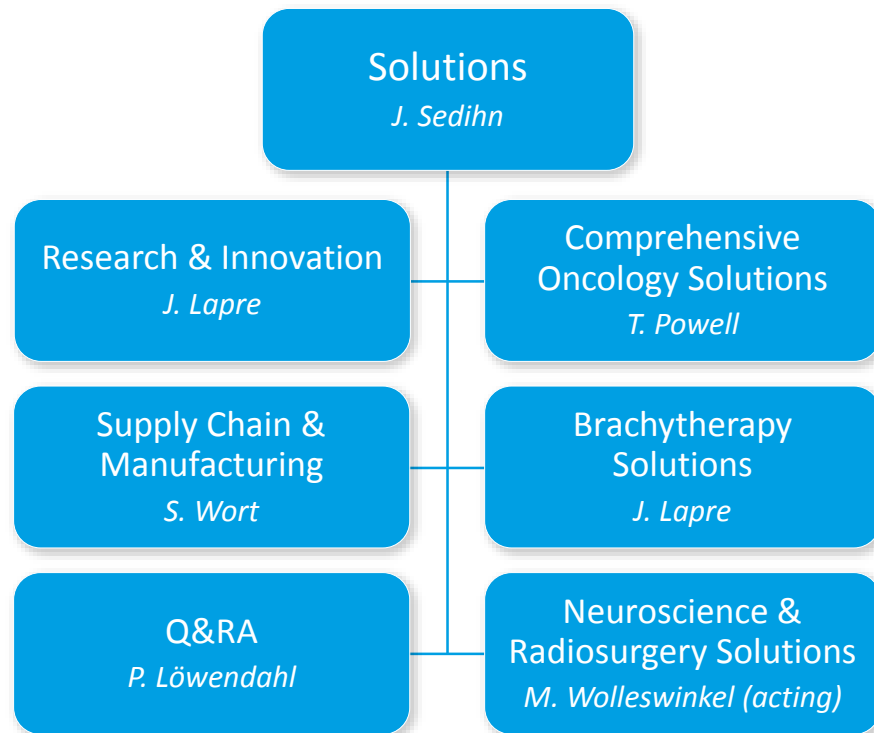 Solutions
J. Sedihn
Research & Innovation
J. Lapre
Comprehensive
Oncology Solutions
T. Powell
Supply Chain &
Manufacturing
S. Wort
Brachytherapy
Solutions
J. Lapre
Q&RA
P. Löwendahl
Neuroscience &
Radiosurgery Solutions
M. Wolleswinkel (acting)